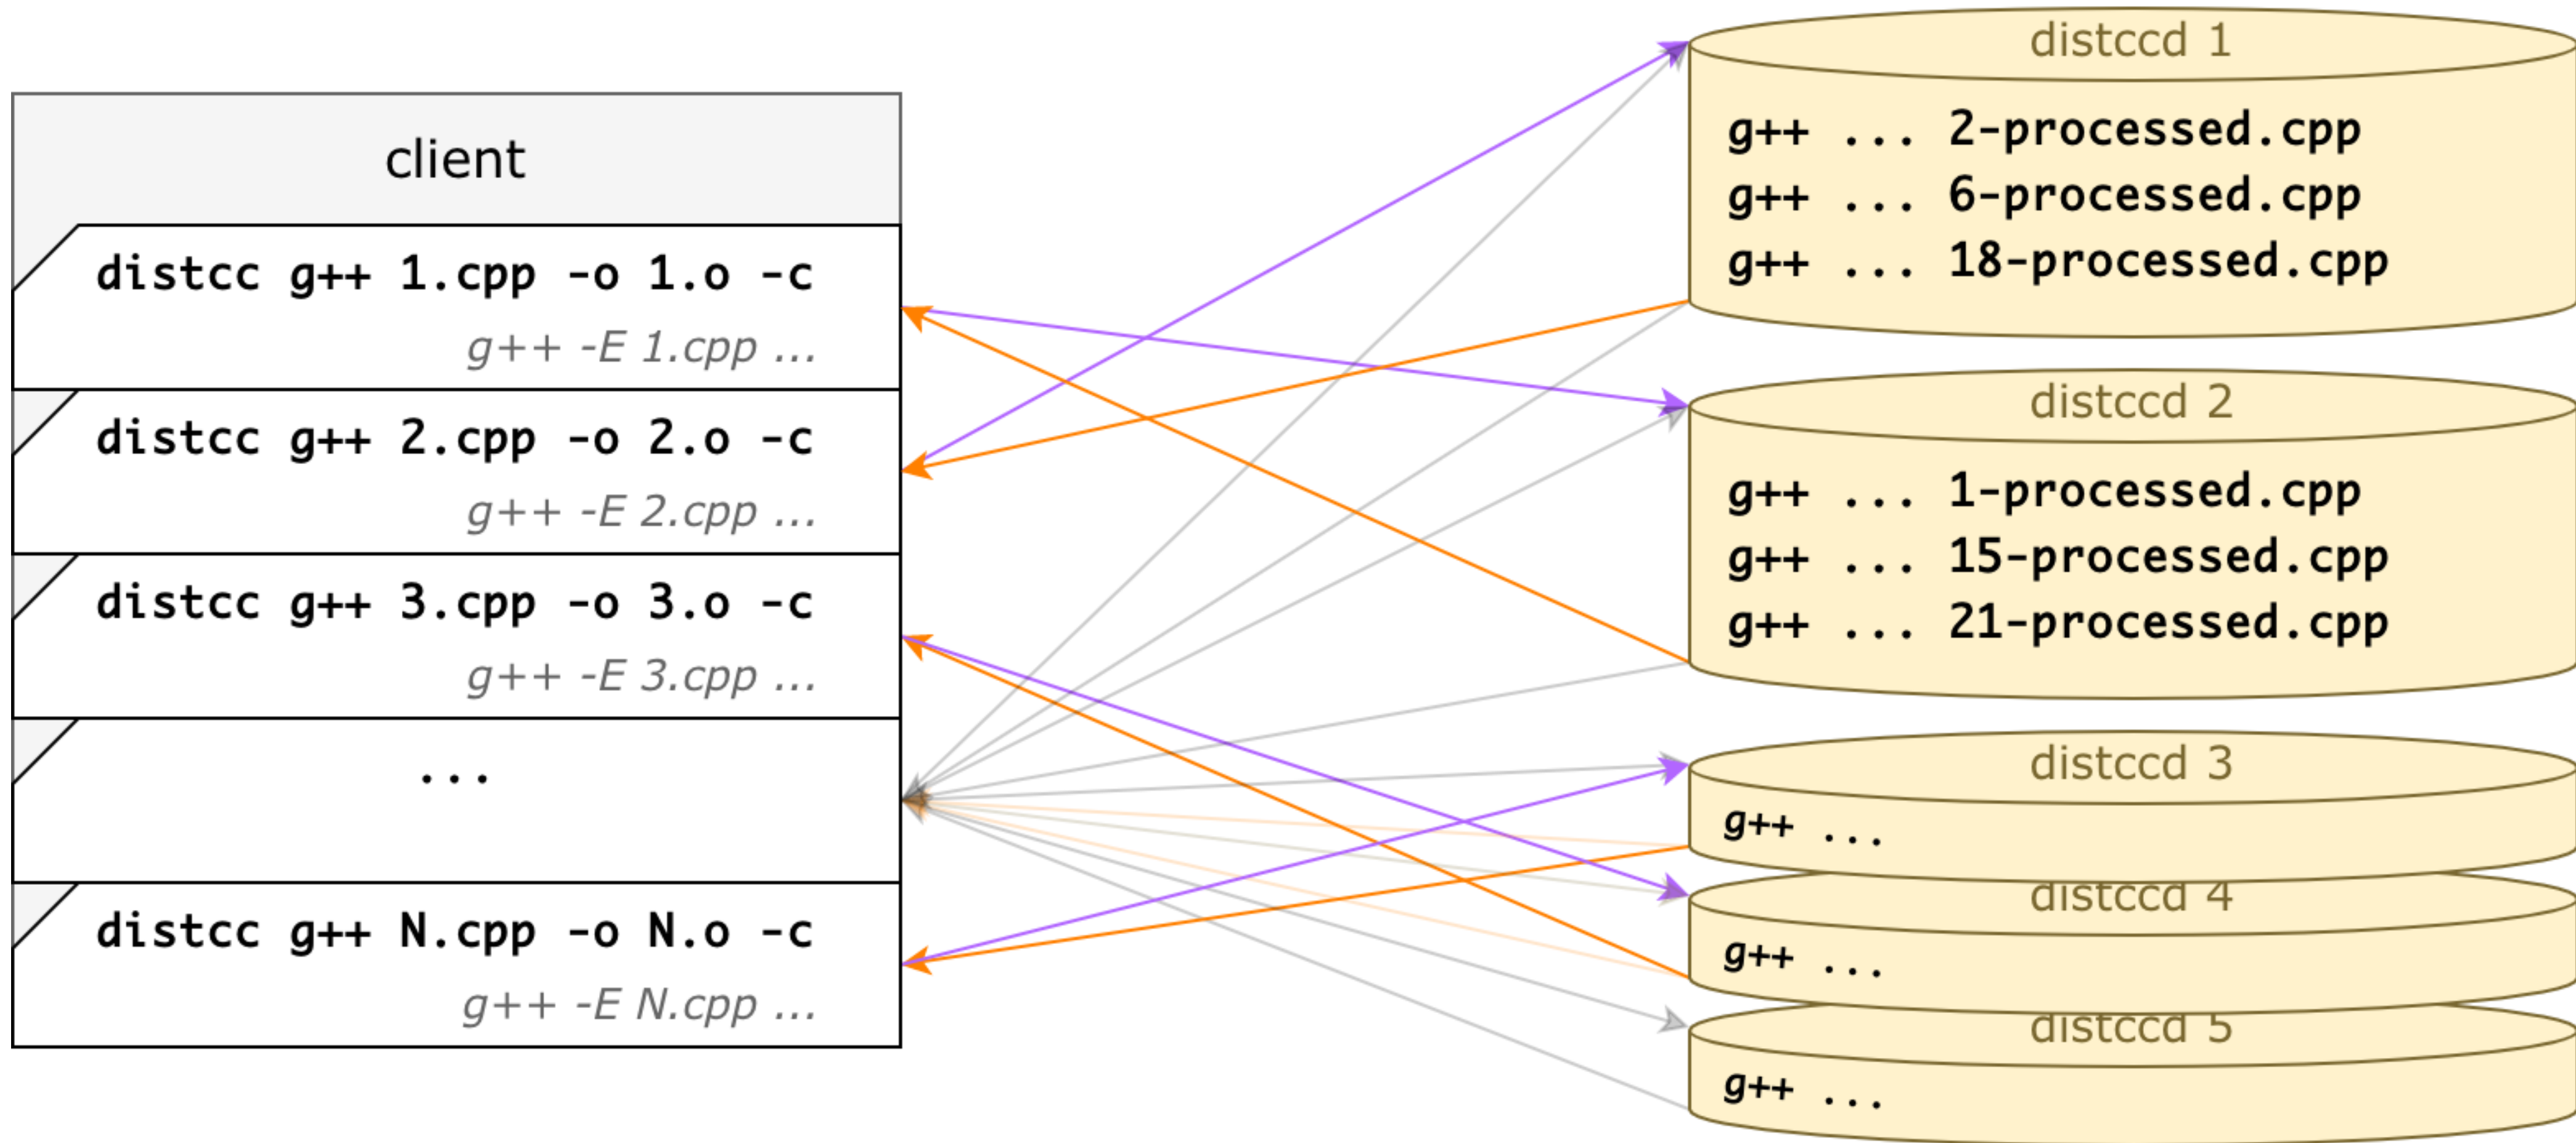 client
distcc g++ 1.cpp -o 1.o -c
g++ -E 1.cpp ...
distcc g++ 2.cpp -o 2.o -c
g++ -E 2.cpp ...
distcc g++ 3.cpp -o 3.o -c
g++ -E 3.cpp ...
...
distcc g++ N.cpp -o N.o -c
g++ -E N.cpp ...
distccd 1
g++ ... 2-processed.cpp
g++ ... 6-processed.cpp
g++ ... 18-processed.cpp
distccd 2
g++ ... 1-processed.cpp
g++ ... 15-processed.cpp
g++ ... 21-processed.cpp
distccd 3
g++ ...
distccd 4
g++ ...
distccd 5
g++ ...